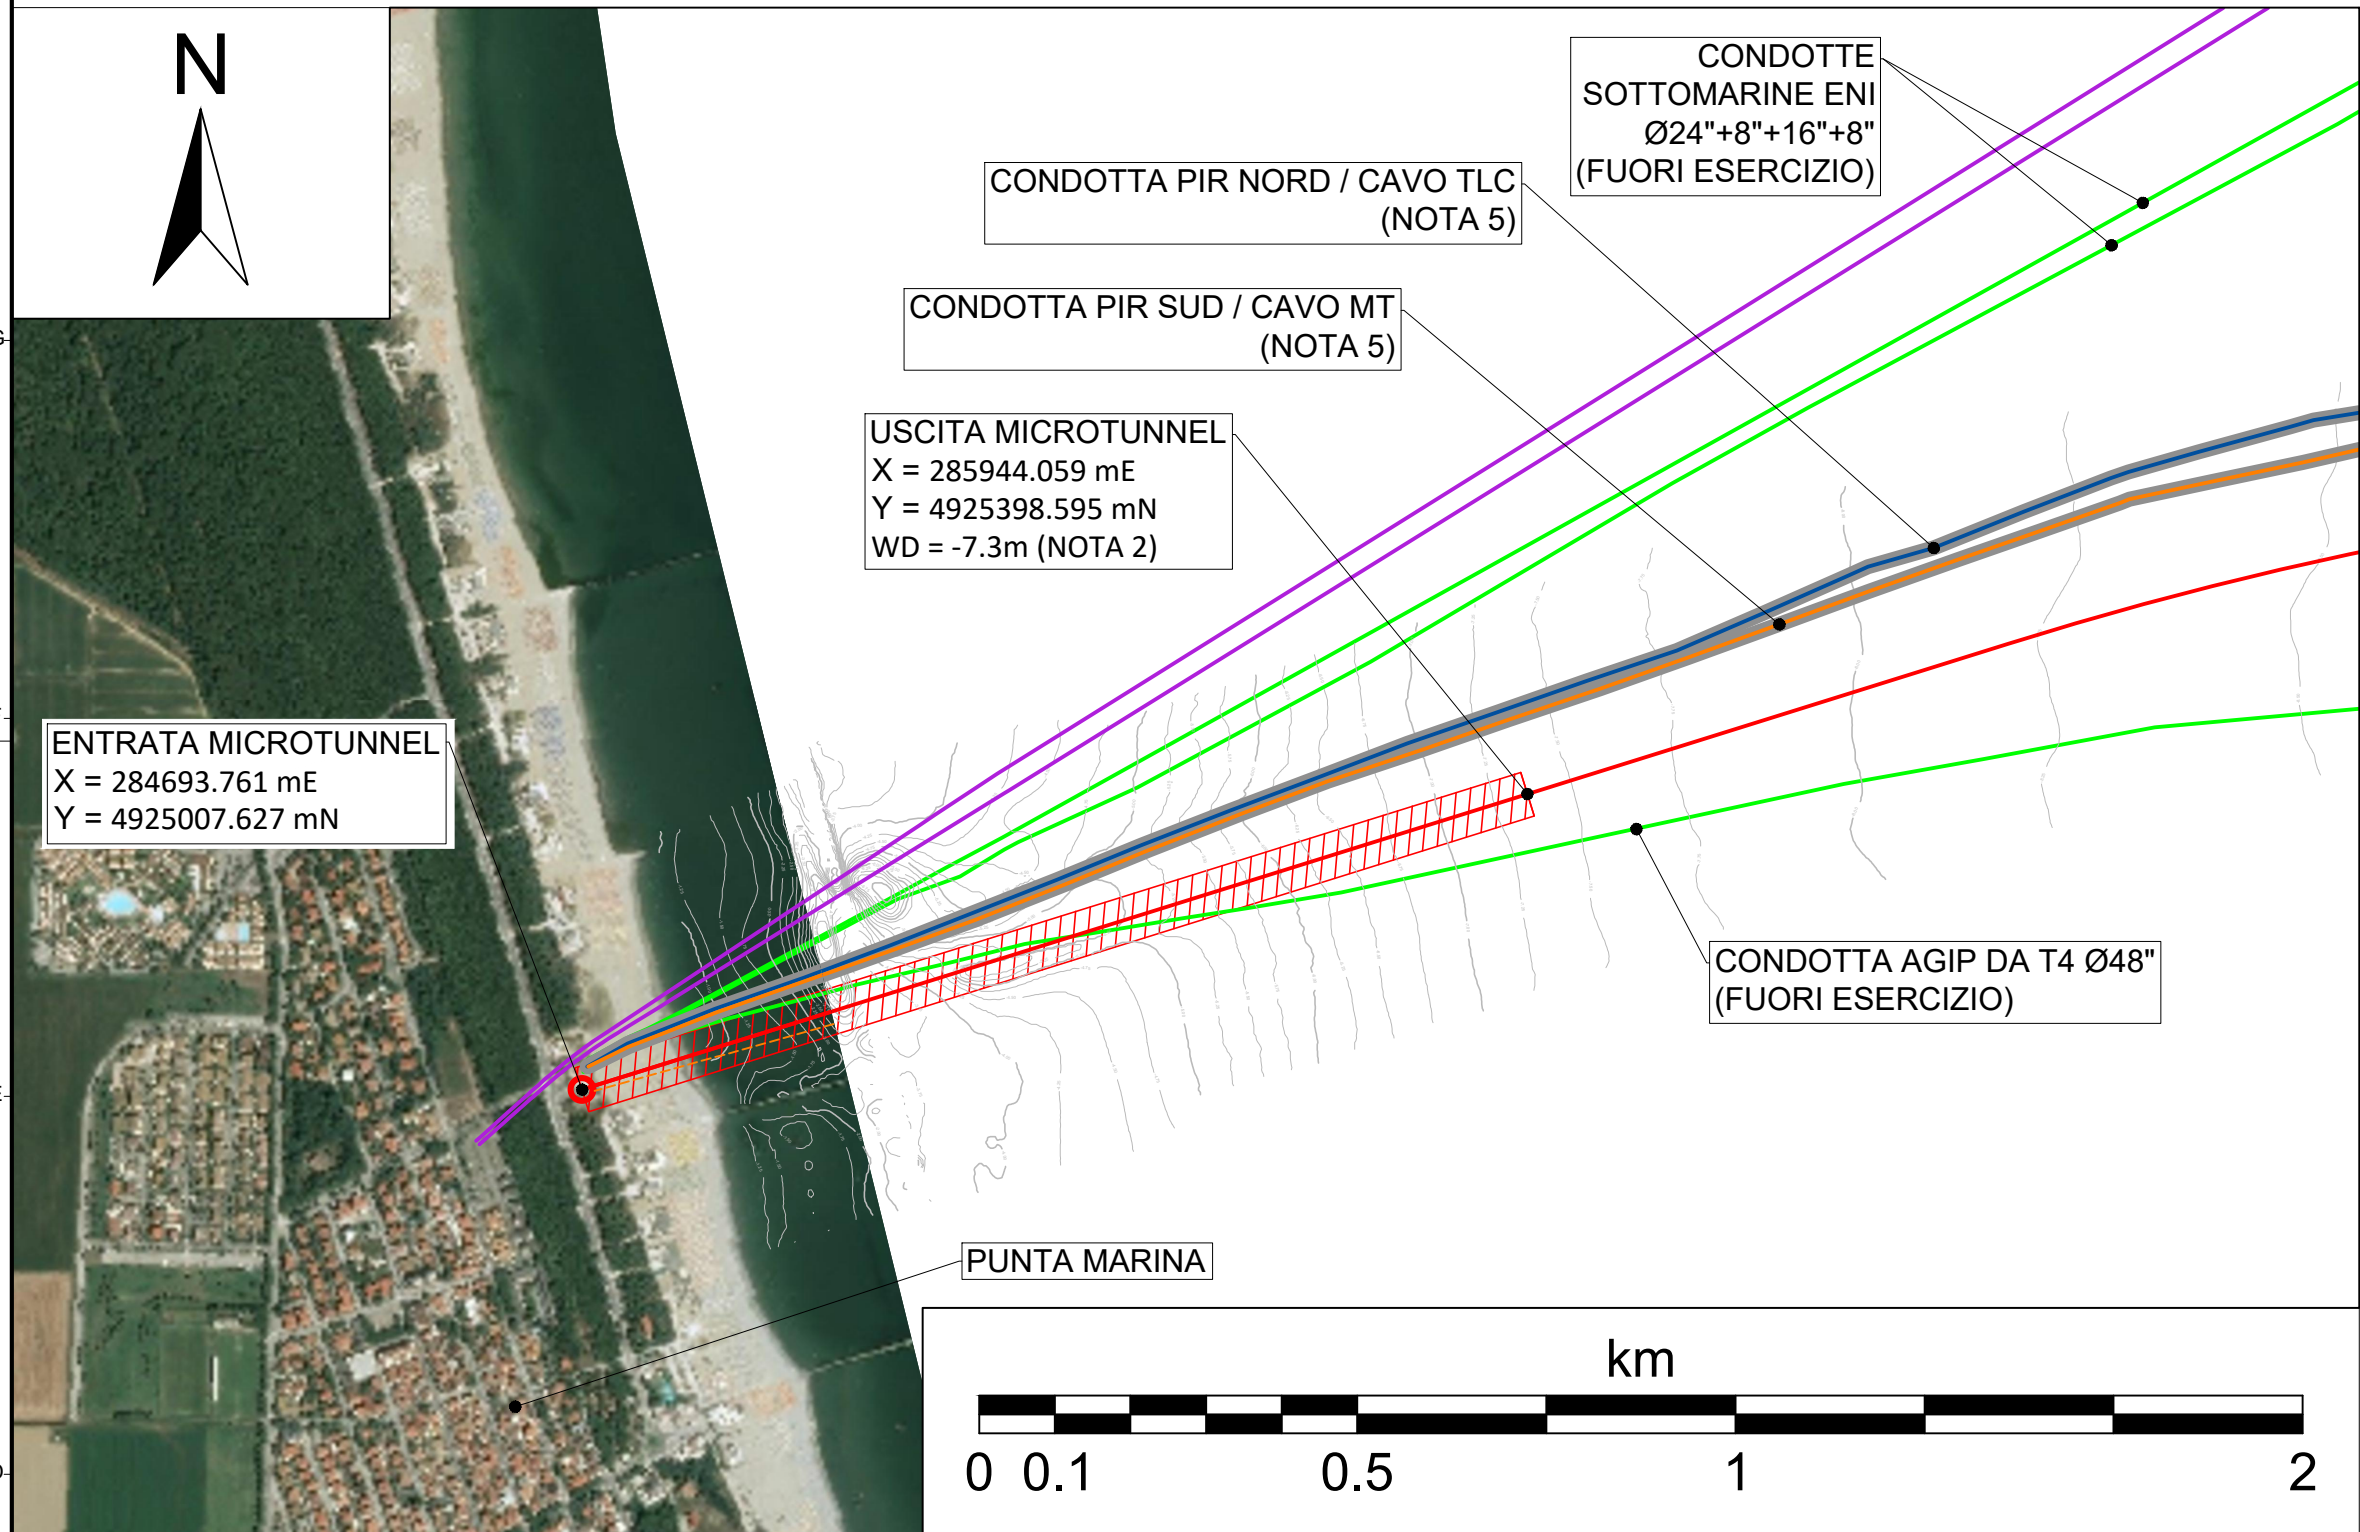 N
CONDOTTE
SOTTOMARINE ENI
Ø24"+8"+16"+8"
(FUORI ESERCIZIO)
CONDOTTA PIR NORD / CAVO TLC
(NOTA 5)
CONDOTTA PIR SUD / CAVO MT
(NOTA 5)
USCITA MICROTUNNEL
X = 285944.059 mE
Y = 4925398.595 mN
WD = -7.3m (NOTA 2)
ENTRATA MICROTUNNEL
X = 284693.761 mE
Y = 4925007.627 mN
CONDOTTA AGIP DA T4 Ø48"
(FUORI ESERCIZIO)
PUNTA MARINA
km
0 0.1 0.5 1 2